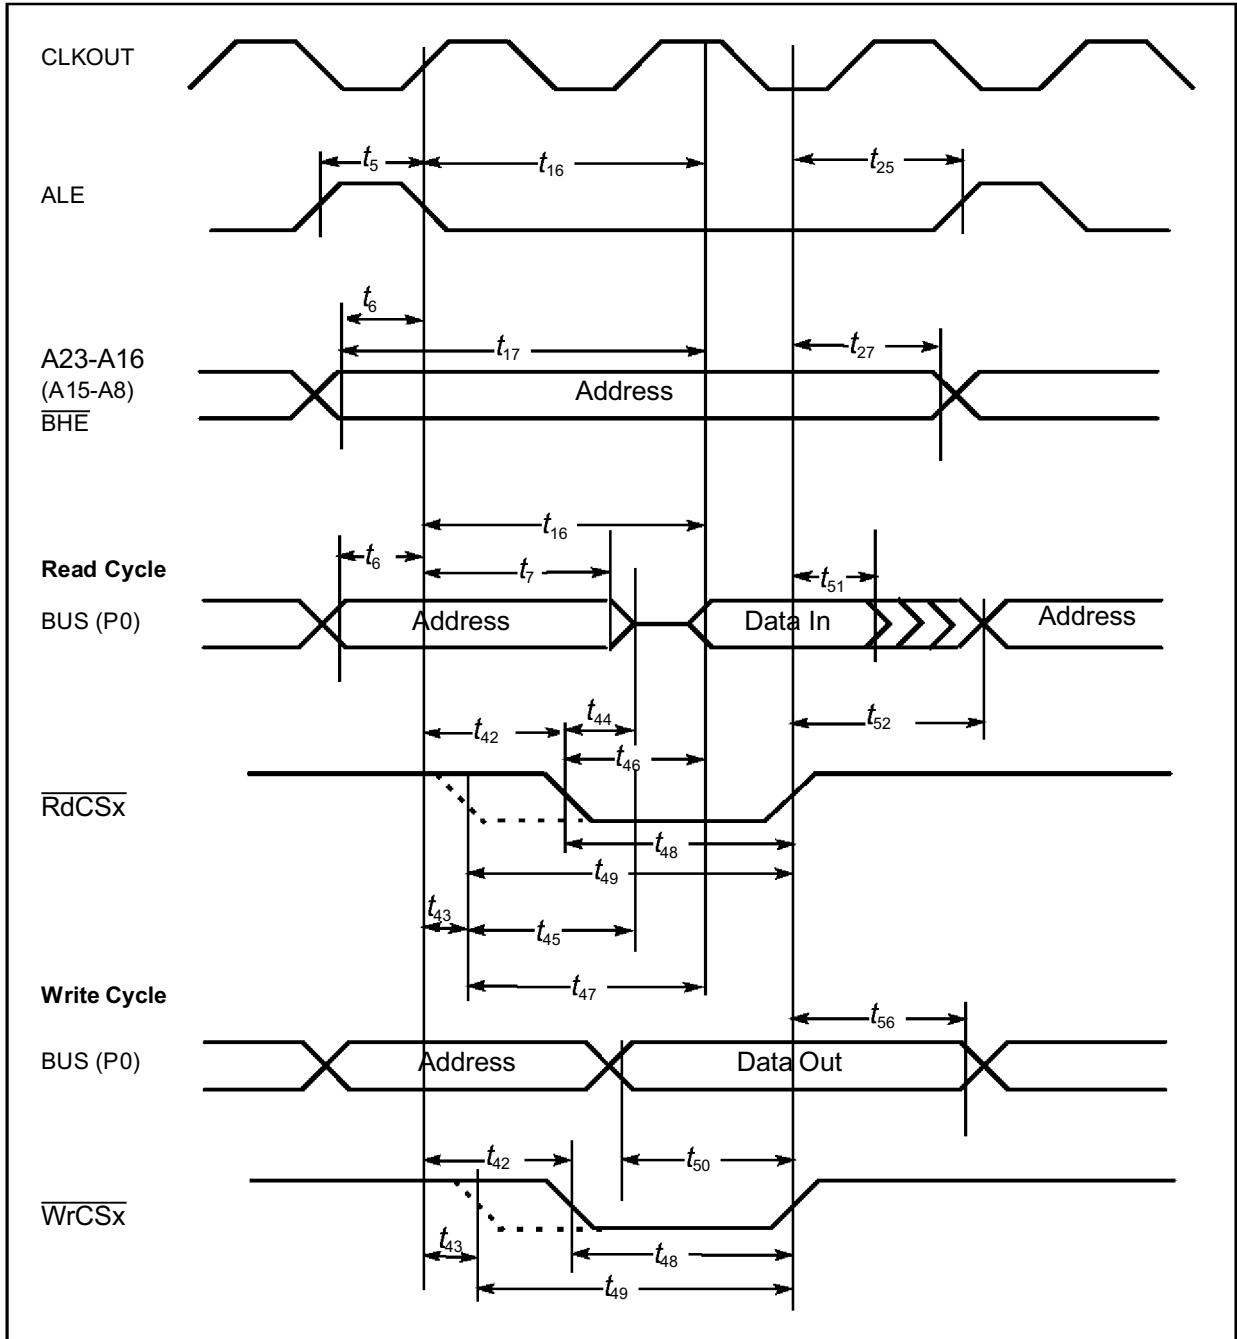 CLKOUT
t5
t16
t25
ALE
t6
t17
t27
A23-A16
(A15-A8)
Address
BHE
t16
Read Cycle
t6
t7
t51
BUS (P0)
Address
Data In
Address
t44
t42
t52
t46
RdCSx
t48
t49
t43
t45
t47
Write Cycle
t56
BUS (P0)
Address
Data Out
t42
t50
WrCSx
t43
t48
t49